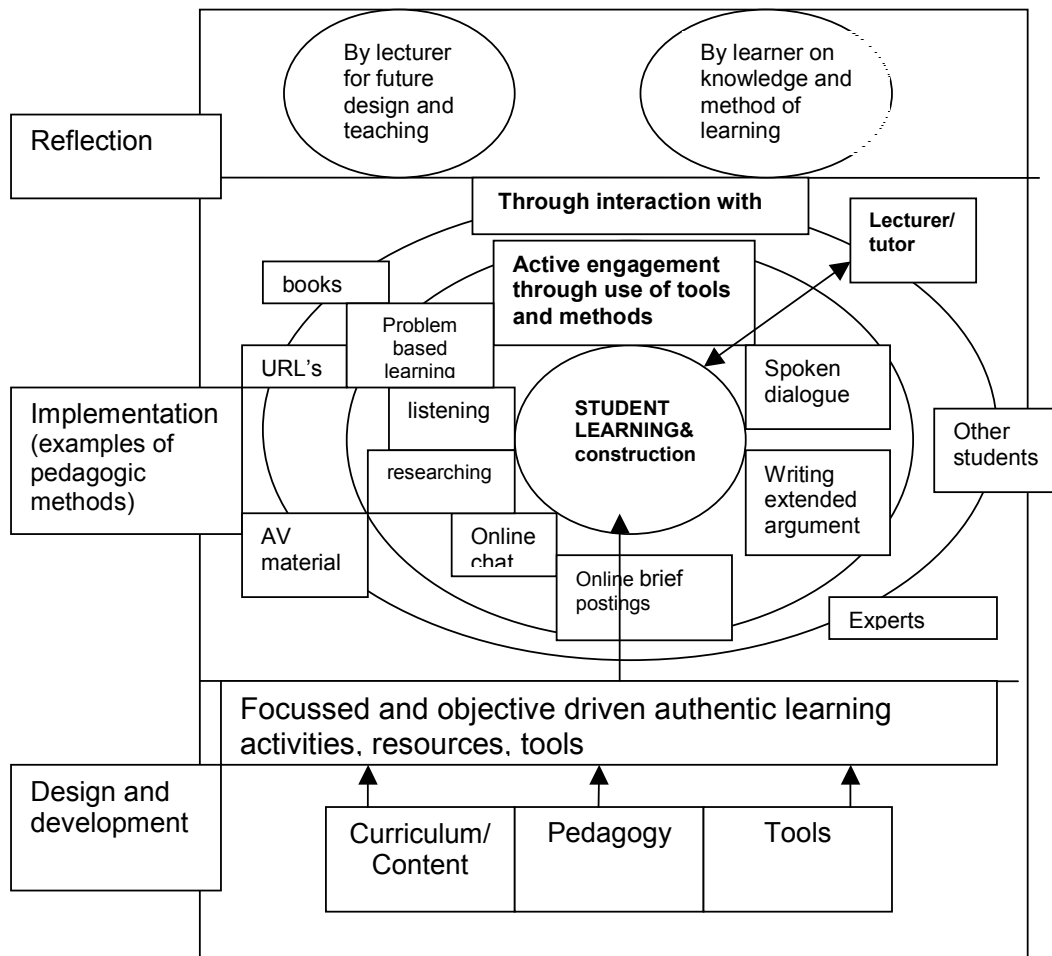 By lecturer
for future
design and
teaching
By learner on
knowledge and
method of
learning
Reflection
Through interaction with
Lecturer/
tutor
Active engagement
through use of tools
and methods
books
Problem
based
learning
URL's
Spoken
dialogue
listening
STUDENT
LEARNING&
construction
Implementation
(examples of
pedagogic
methods)
Other
students
researching
Writing
extended
argument
AV
material
Online
chat
Online brief
postings
Experts
Focussed and objective driven authentic learning
activities, resources, tools
Design and
development
Curriculum/
Content
Pedagogy
Tools